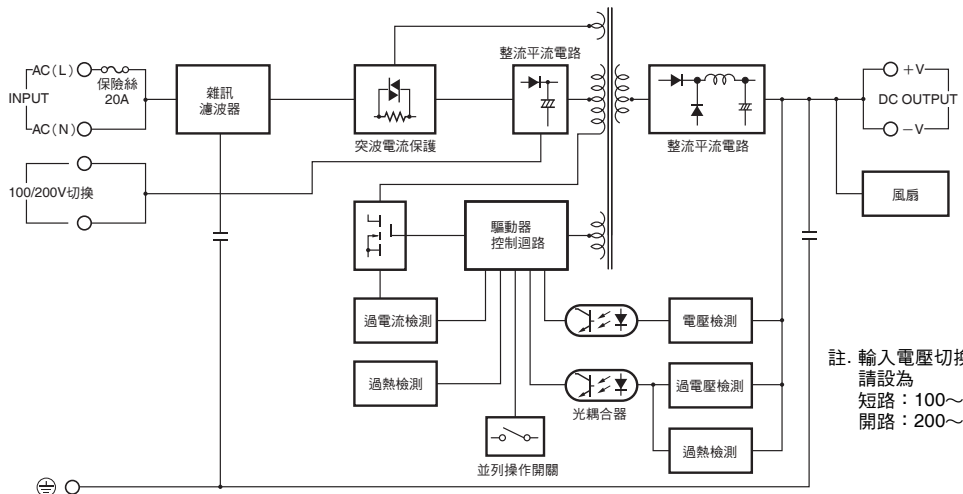 整流平流電路
AC(L)
保險絲
20A
INPUT
AC(N)
雜訊
濾波器
突波電流保護
整流平流電路
+V
DC OUTPUT
−V
100/200V切換
風扇
驅動器
控制迴路
過電流檢測
電壓檢測
過熱檢測
過電壓檢測
光耦合器
過熱檢測
並列操作開關
註. 輸入電壓切換
請設為
短路：100～
開路：200～